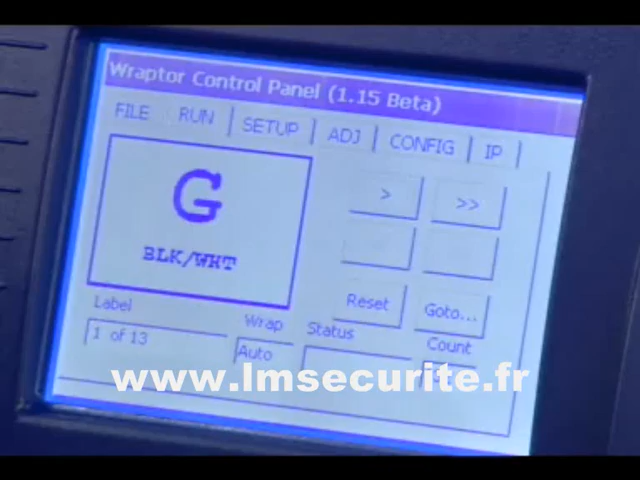 Wraptor Control Panel (1.15 Beta)
FILE RUN SETUP ADJ CONFIG IP
G
BLK/WHT
> >>
Reset Goto...
Label Wrap Status Count
1 of 13 Auto
www.lmsecurite.fr